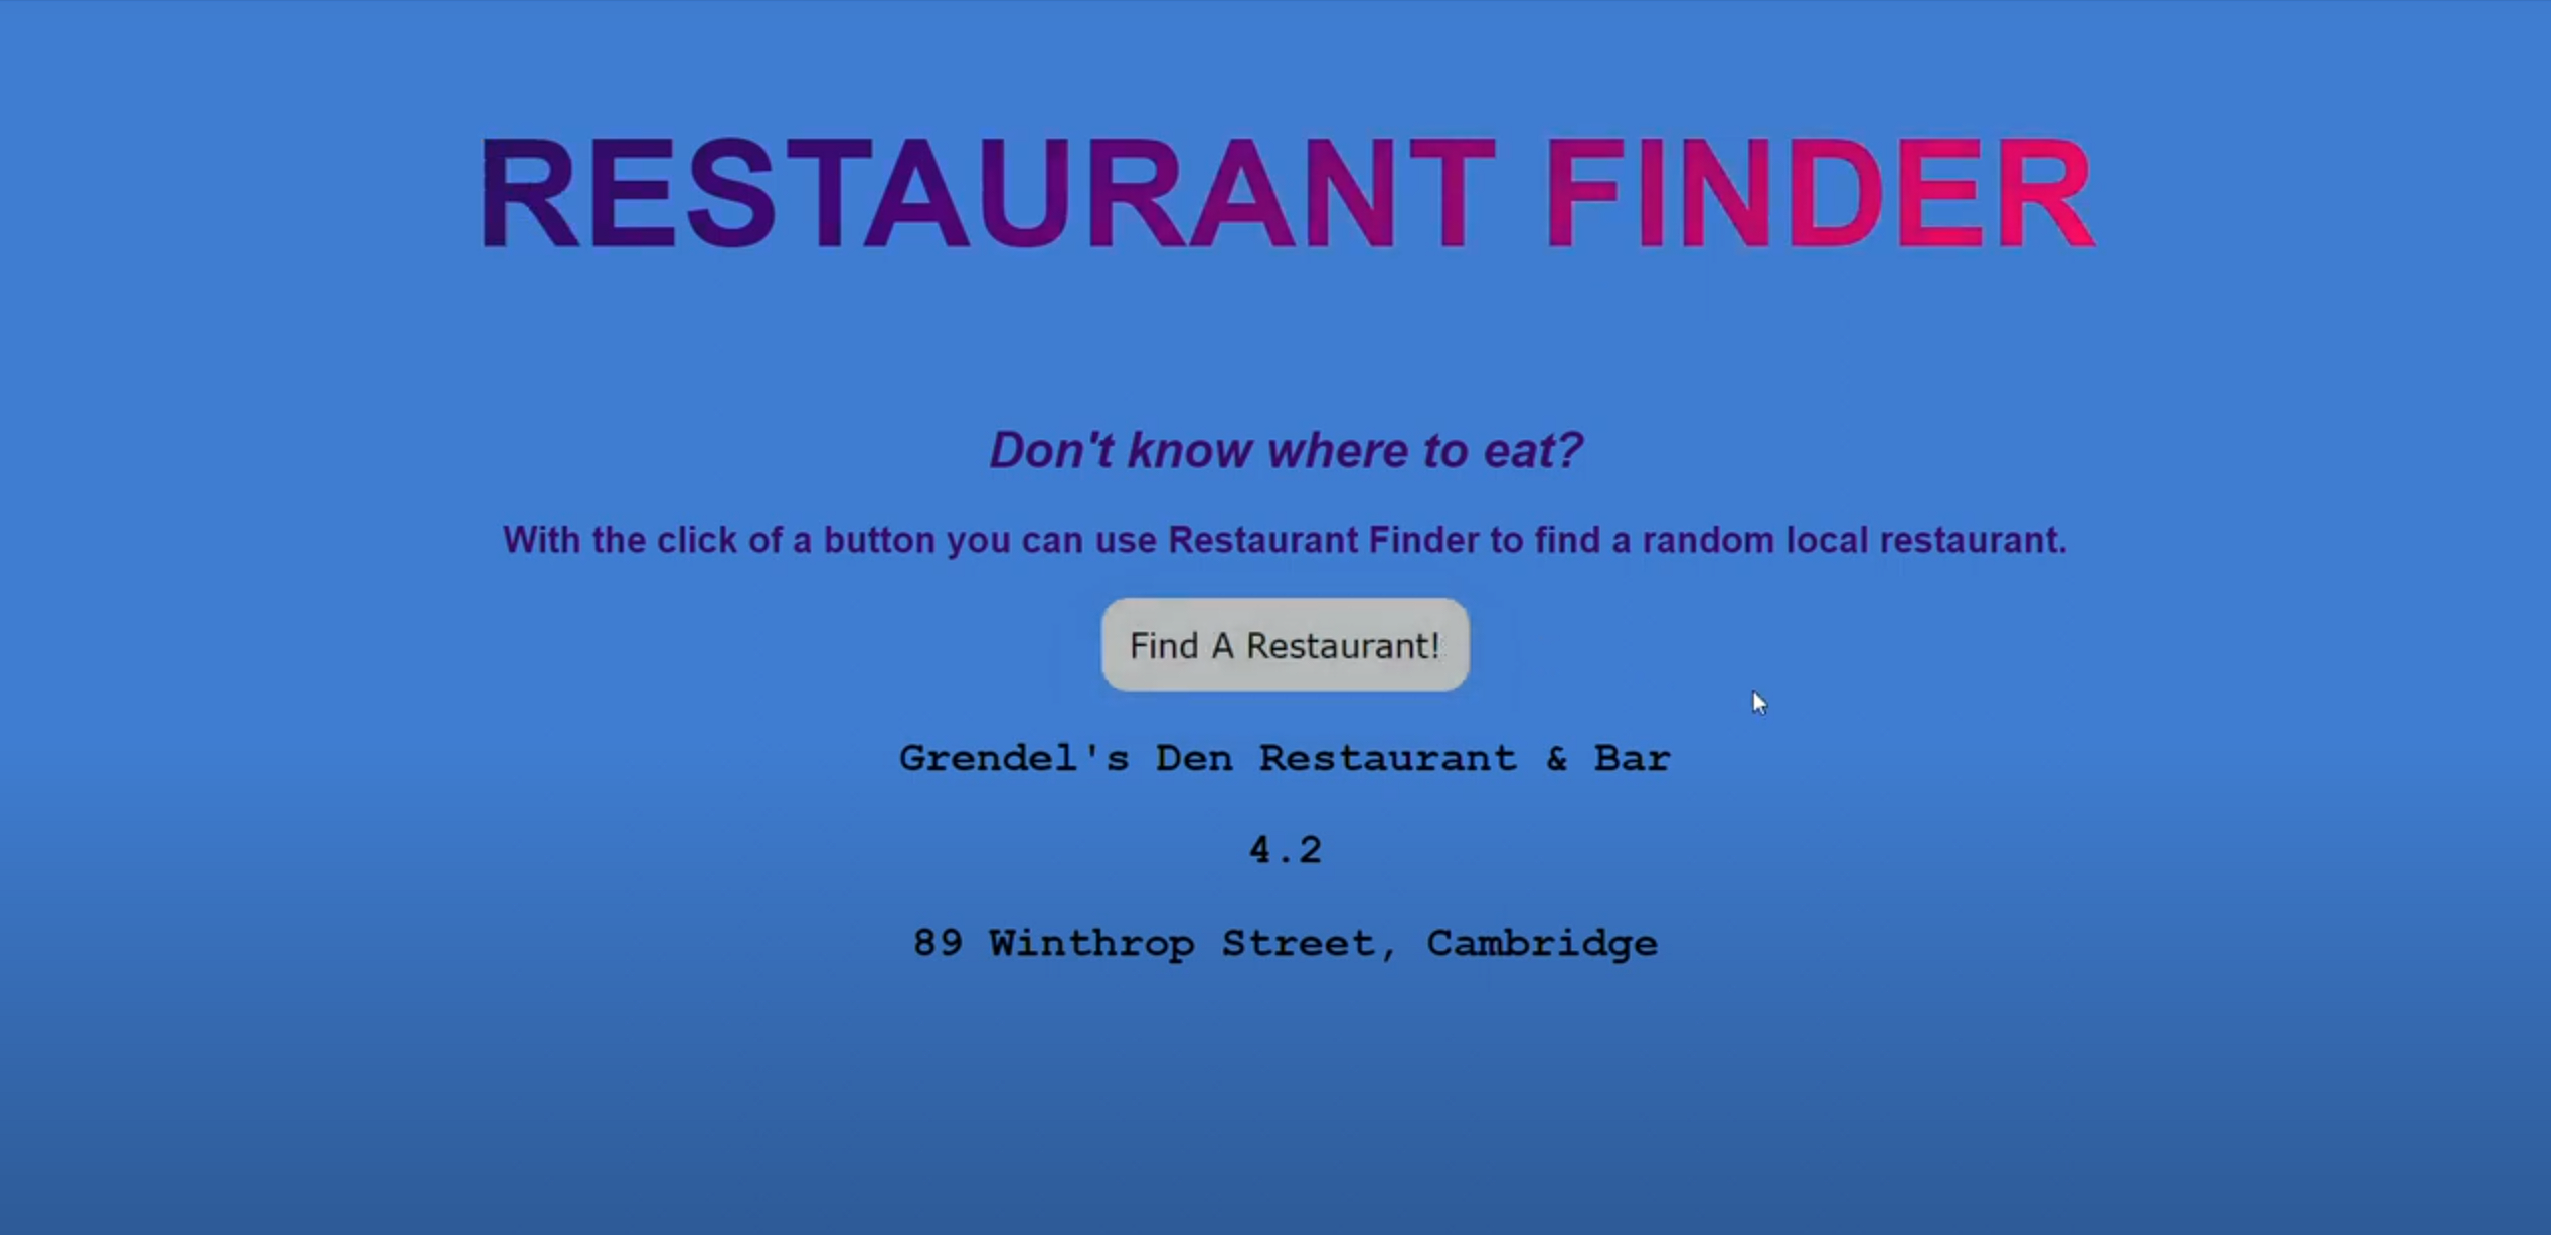 RESTAURANT FINDER
Don't know where to eat?
With the click of a button you can use Restaurant Finder to find a random local restaurant.
Find A Restaurant!
Grendel's Den Restaurant & Bar
4.2
89 Winthrop Street, Cambridge